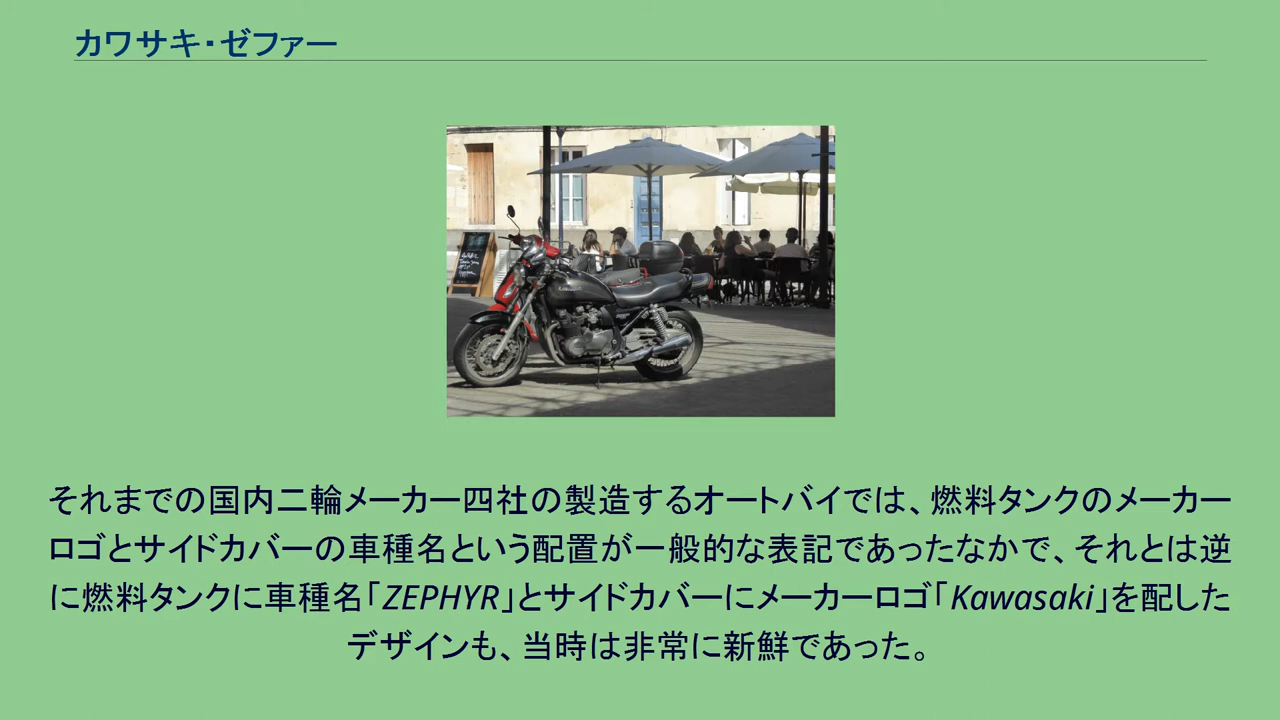 カワサキ・ゼファー
それまでの国内二輪メーカー四社の製造するオートバイでは、燃料タンクのメーカー
ロゴとサイドカバーの車種名という配置が一般的な表記であったなかで、それとは逆
に燃料タンクに車種名「ZEPHYR」とサイドカバーにメーカーロゴ「Kawasaki」を配した
デザインも、当時は非常に新鮮であった。